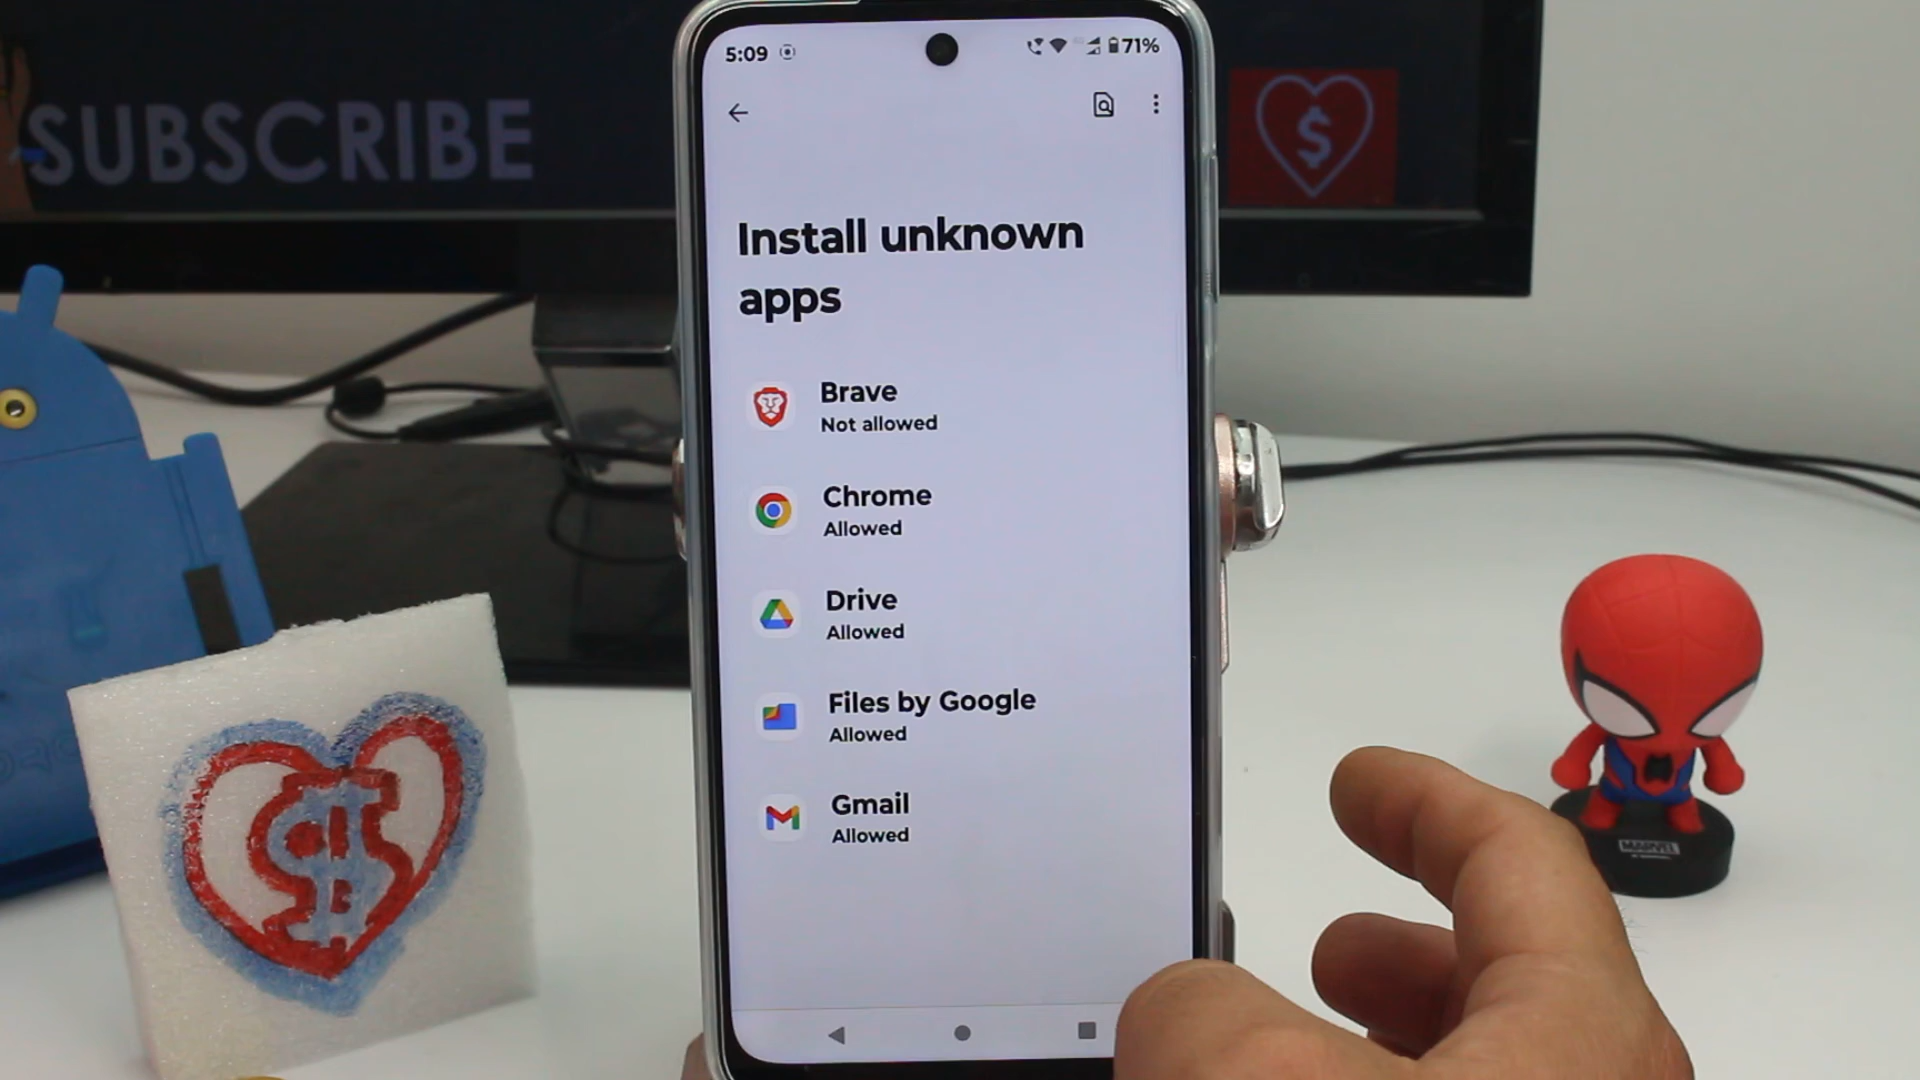 SUBSCRIBE
$
5:09
71%
Install unknown
apps
Brave
Not allowed
Chrome
Allowed
Drive
Allowed
Files by Google
Allowed
Gmail
Allowed
MARVEL